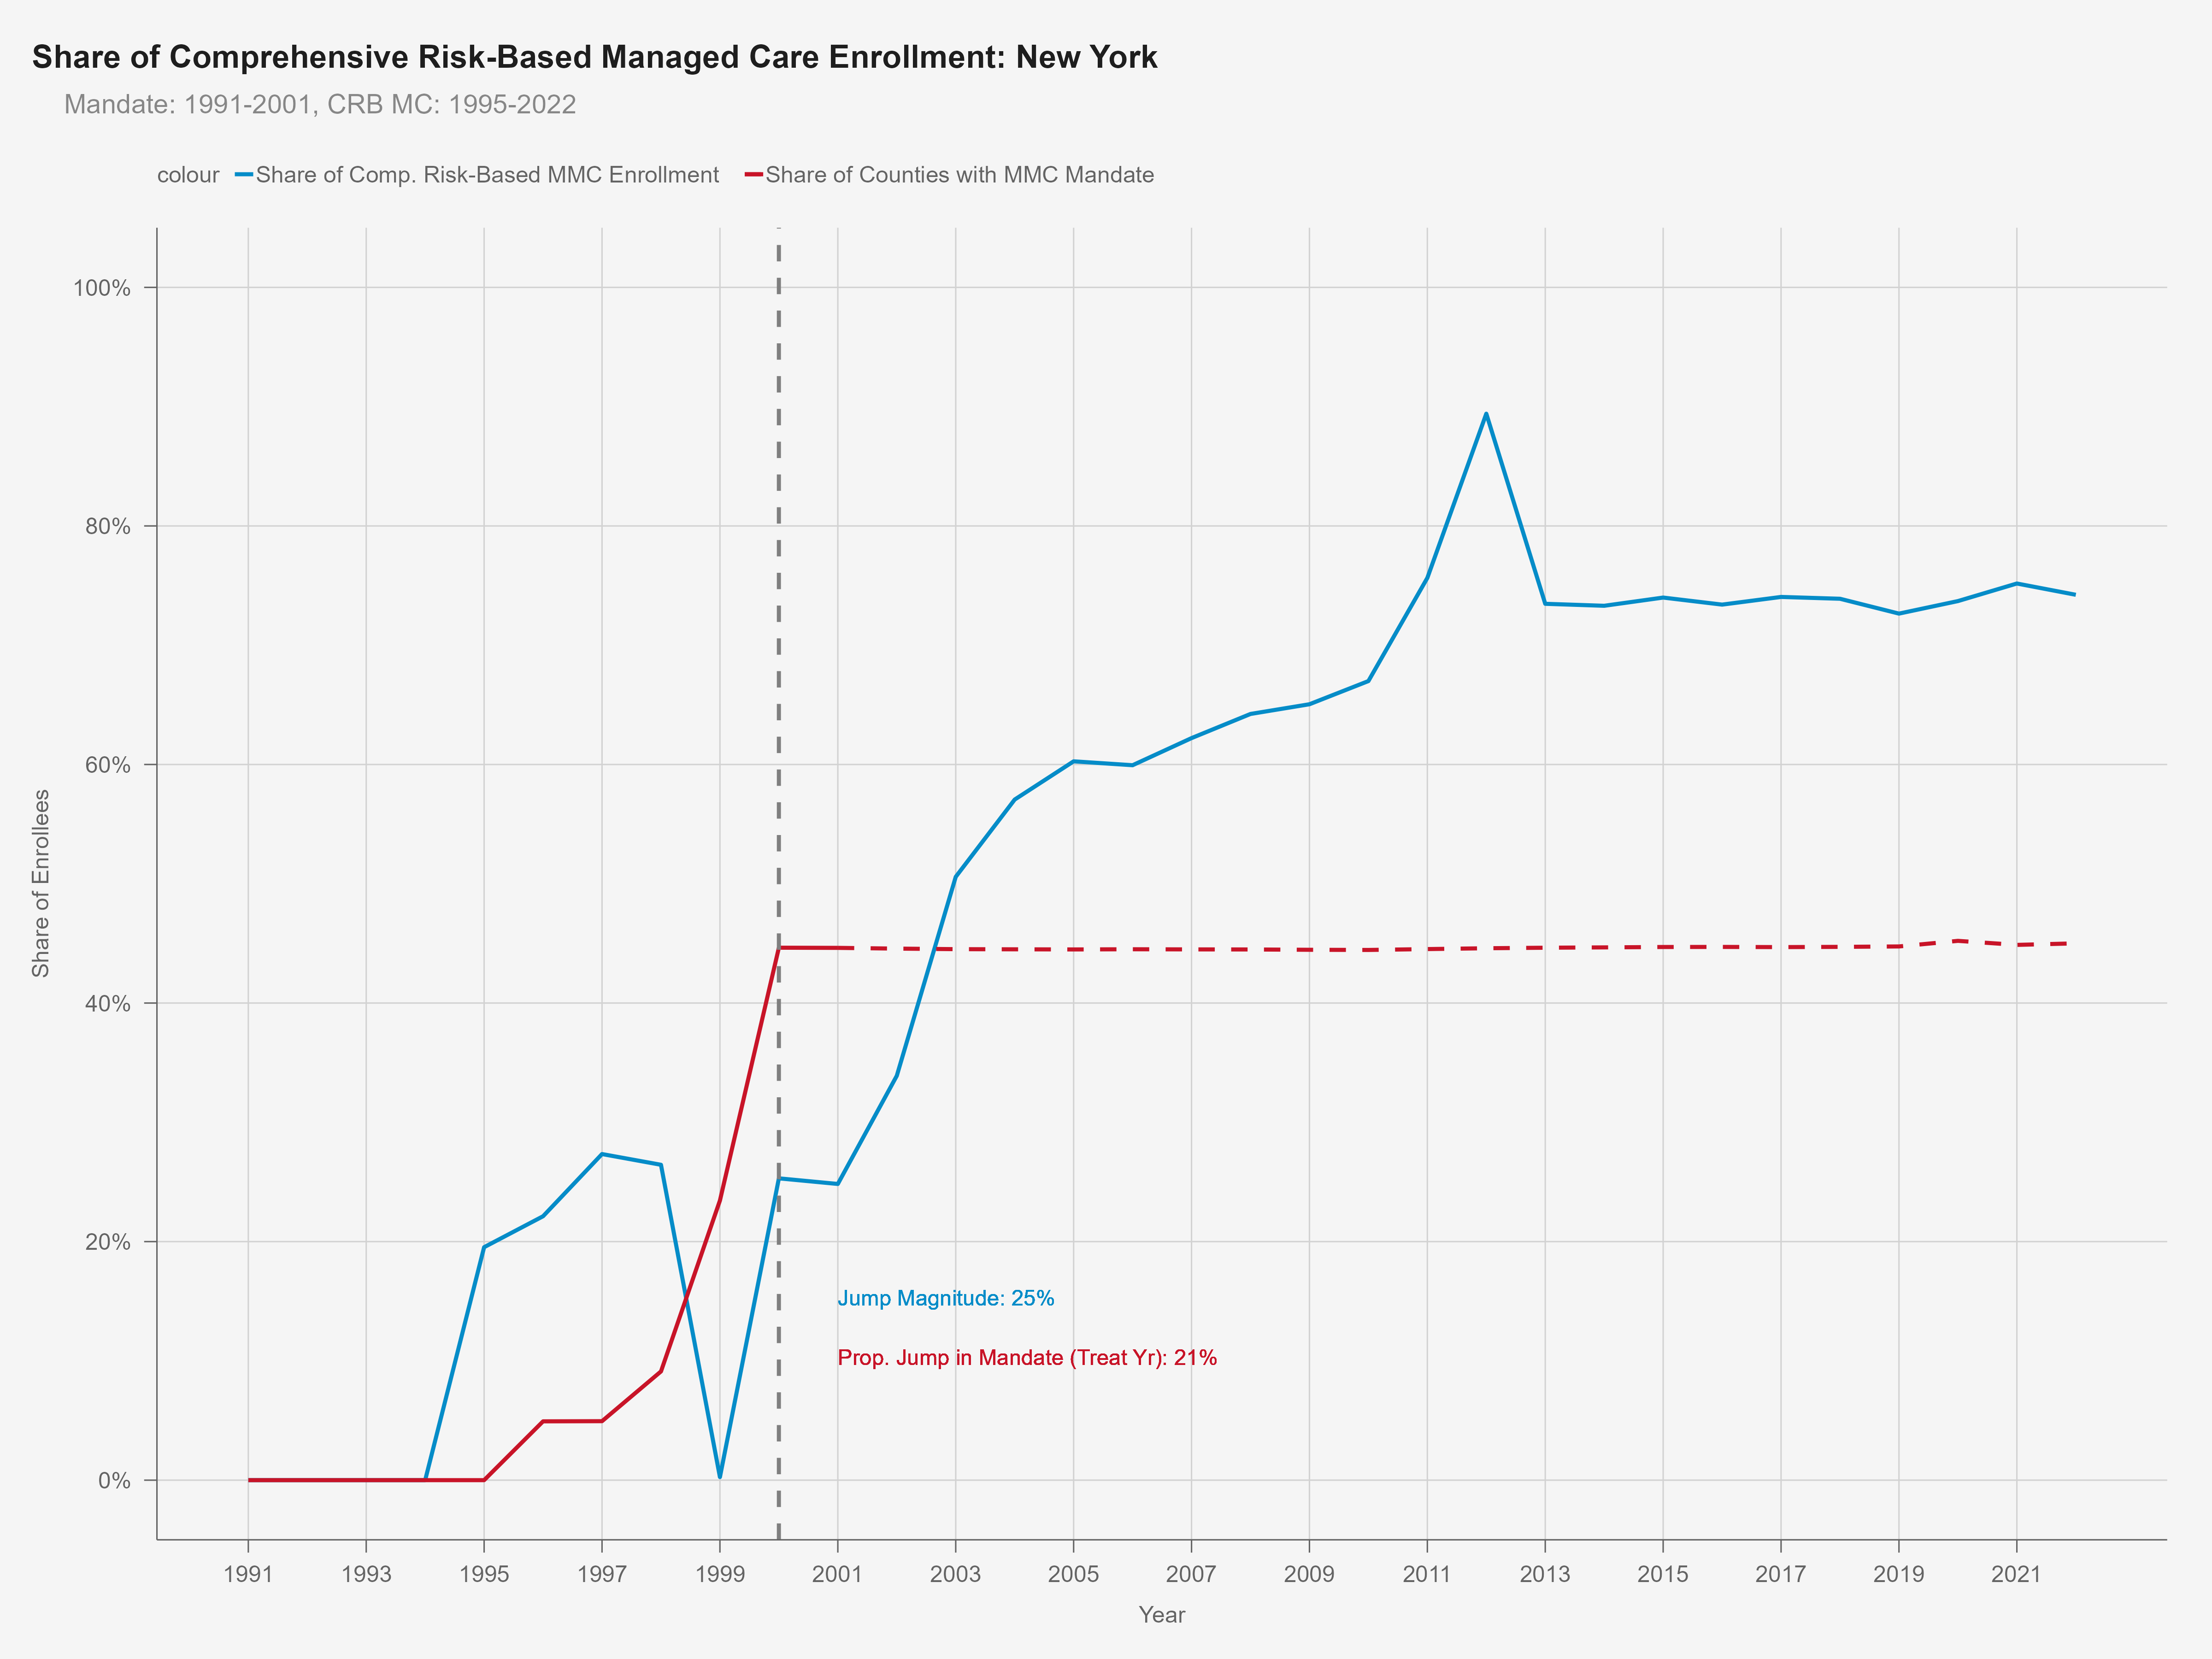 Share of Comprehensive Risk-Based Managed Care Enrollment: New York
Mandate: 1991-2001, CRB MC: 1995-2022
colour Share of Comp. Risk-Based MMC Enrollment Share of Counties with MMC Mandate
100%
80%
60%
40%
20%
0%
Share of Enrollees
Jump Magnitude: 25%
Prop. Jump in Mandate (Treat Yr): 21%
1991 1993 1995 1997 1999 2001 2003 2005 2007 2009 2011 2013 2015 2017 2019 2021
Year